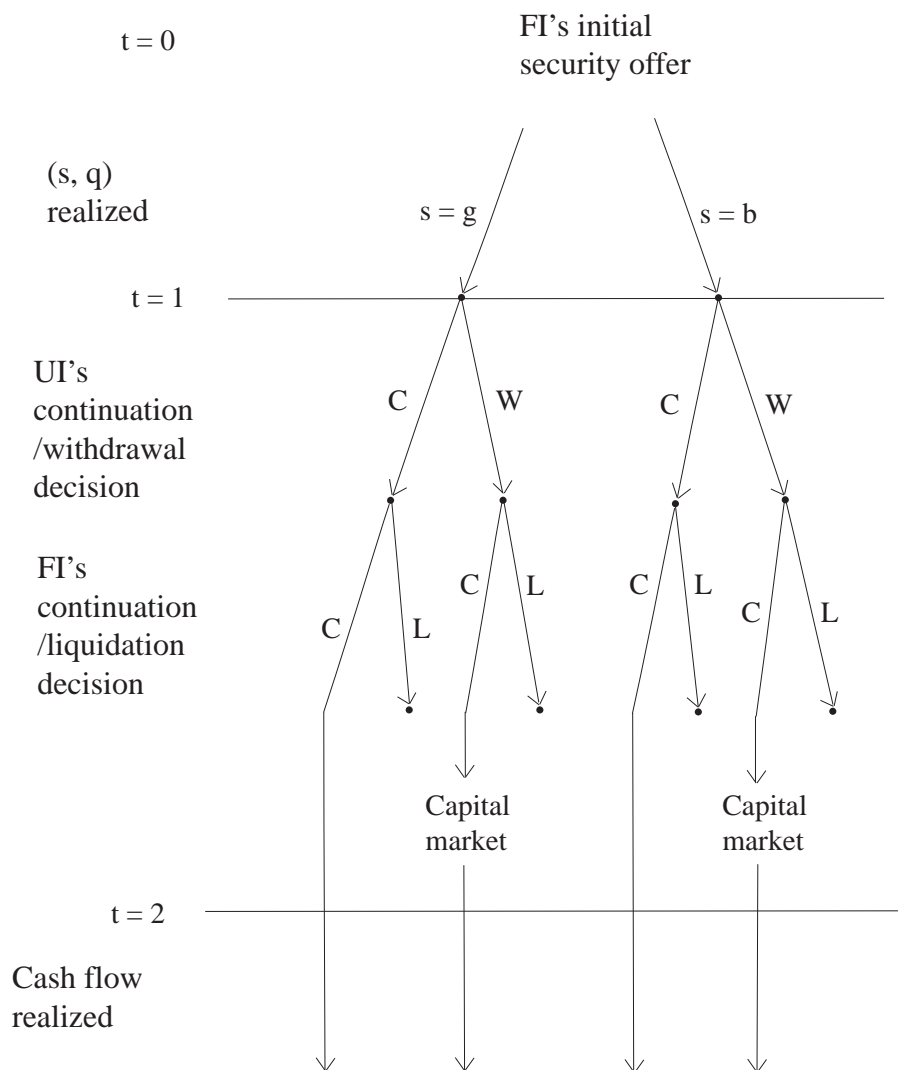 t = 0
FI's initial
security offer
(s, q)
realized
s = g
s = b
t = 1
UI's
continuation
/withdrawal
decision
C
W
C
W
FI's
continuation
/liquidation
decision
C
L
C
L
C
L
C
L
Capital
market
Capital
market
t = 2
Cash flow
realized